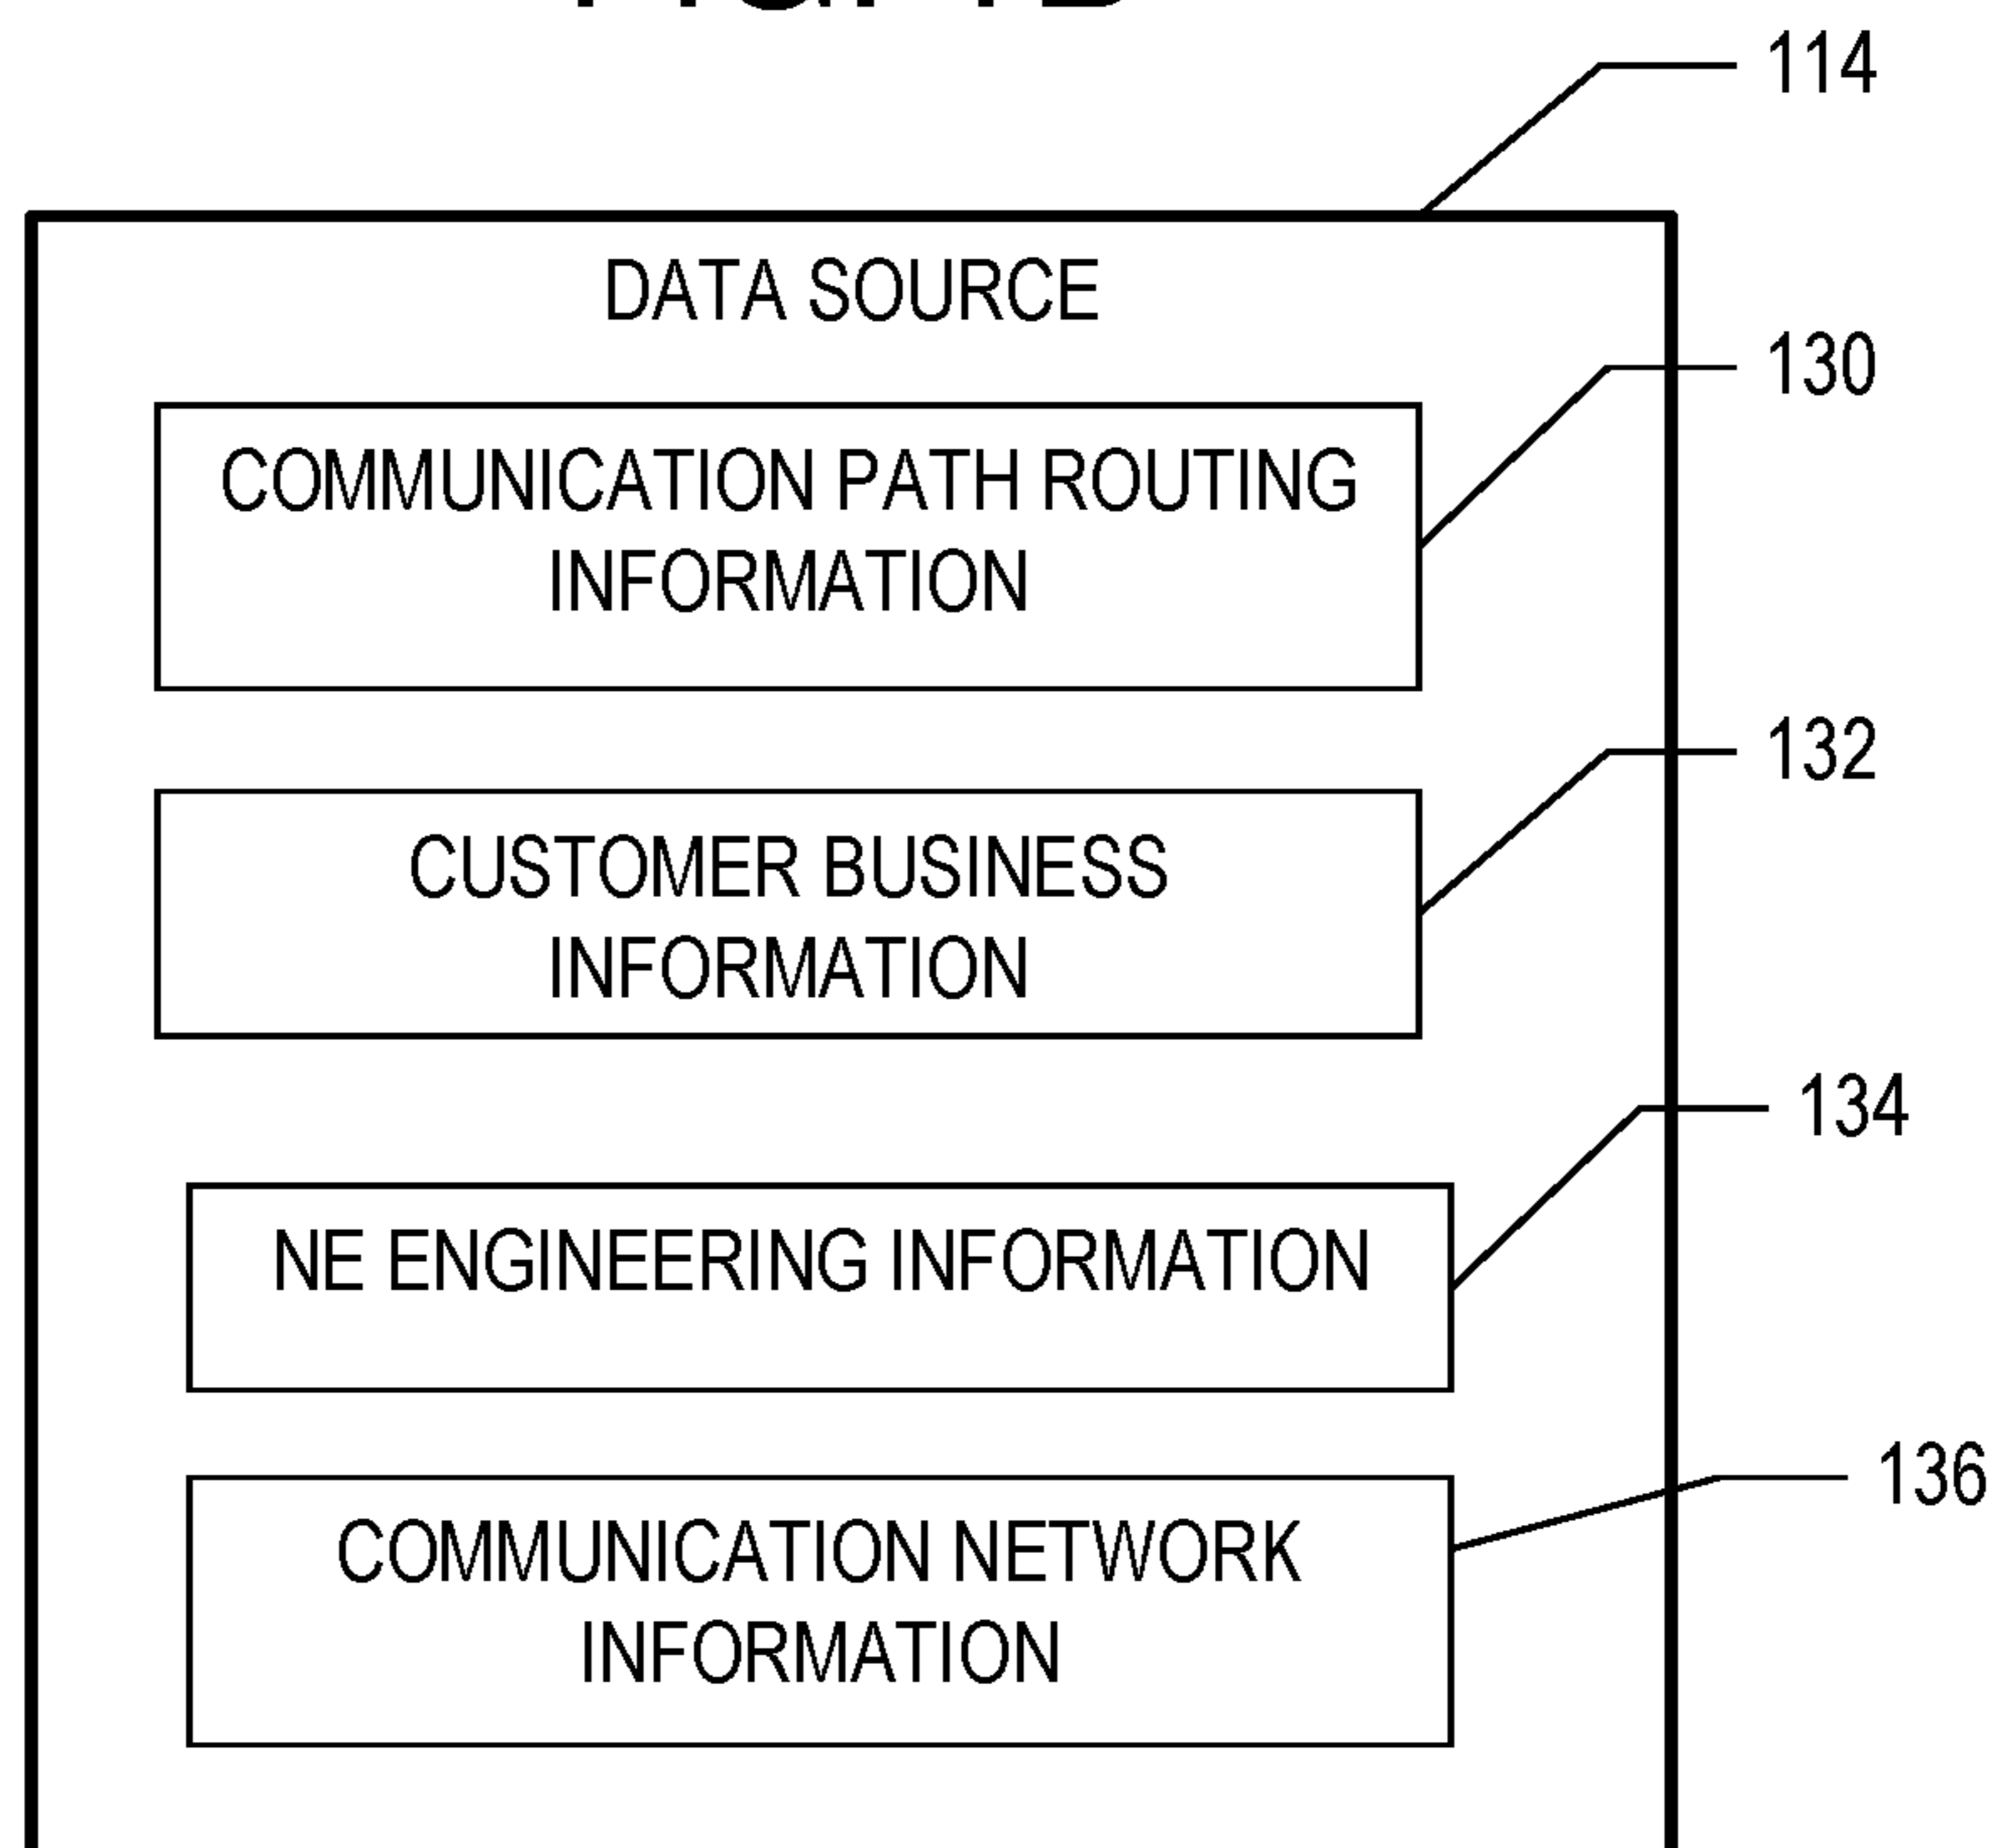 114
DATA SOURCE
130
COMMUNICATION PATH ROUTING
INFORMATION
132
CUSTOMER BUSINESS
INFORMATION
134
NE ENGINEERING INFORMATION
136
COMMUNICATION NETWORK
INFORMATION